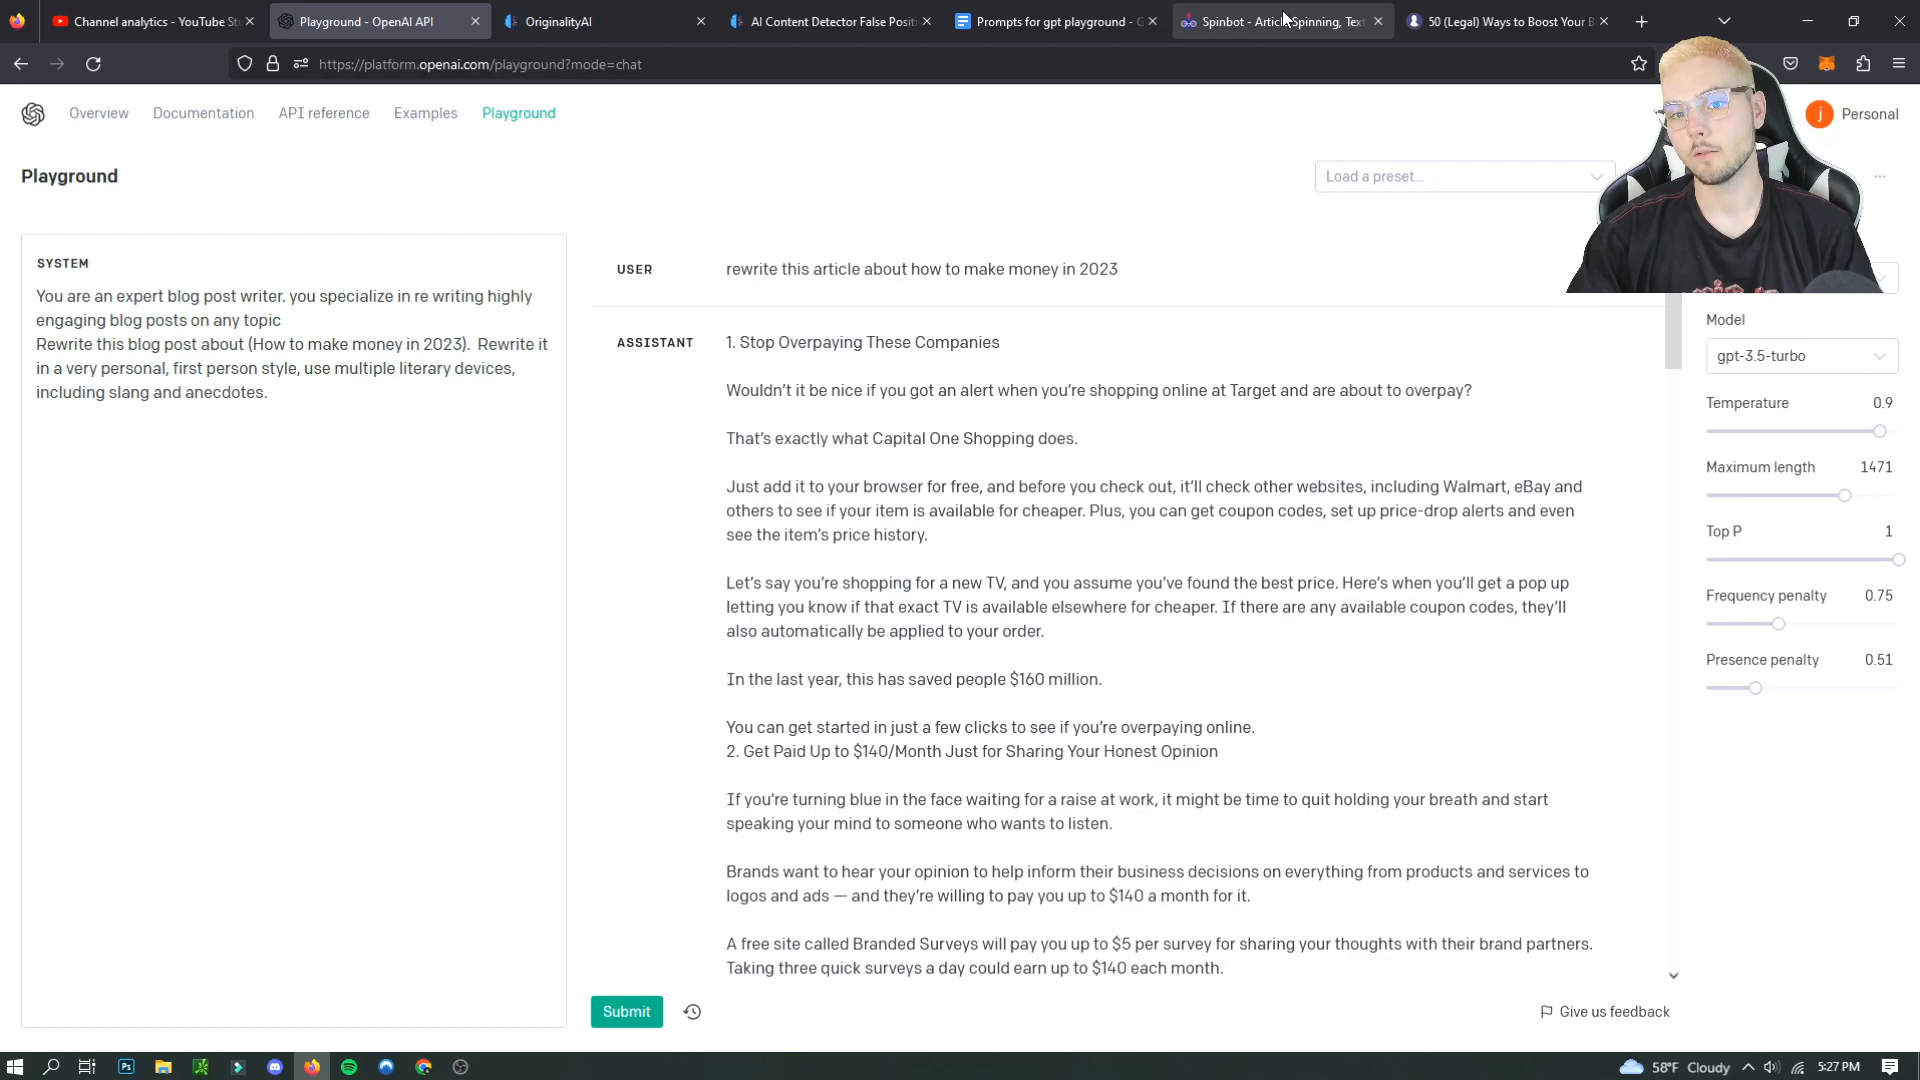 Channel analytics - YouTube St
Playground - OpenAI API
OriginalityAI
AI Content Detector False Positi
Prompts for gpt playground - G
Spinbot - Article Spinning, Text
50 (Legal) Ways to Boost Your B
https://platform.openai.com/playground?mode=chat
Overview
Documentation
API reference
Examples
Playground
j
Personal
Playground
Load a preset...
SYSTEM
You are an expert blog post writer. you specialize in re writing highly
engaging blog posts on any topic
Rewrite this blog post about (How to make money in 2023).  Rewrite it
in a very personal, first person style, use multiple literary devices,
including slang and anecdotes.
USER
rewrite this article about how to make money in 2023
ASSISTANT
1. Stop Overpaying These Companies
Wouldn't it be nice if you got an alert when you're shopping online at Target and are about to overpay?
That's exactly what Capital One Shopping does.
Just add it to your browser for free, and before you check out, it'll check other websites, including Walmart, eBay and
others to see if your item is available for cheaper. Plus, you can get coupon codes, set up price-drop alerts and even
see the item's price history.
Let's say you're shopping for a new TV, and you assume you've found the best price. Here's when you'll get a pop up
letting you know if that exact TV is available elsewhere for cheaper. If there are any available coupon codes, they'll
also automatically be applied to your order.
In the last year, this has saved people $160 million.
You can get started in just a few clicks to see if you're overpaying online.
2. Get Paid Up to $140/Month Just for Sharing Your Honest Opinion
If you're turning blue in the face waiting for a raise at work, it might be time to quit holding your breath and start
speaking your mind to someone who wants to listen.
Brands want to hear your opinion to help inform their business decisions on everything from products and services to
logos and ads — and they're willing to pay you up to $140 a month for it.
A free site called Branded Surveys will pay you up to $5 per survey for sharing your thoughts with their brand partners.
Taking three quick surveys a day could earn up to $140 each month.
Submit
Give us feedback
Model
gpt-3.5-turbo
Temperature 0.9
Maximum length 1471
Top P 1
Frequency penalty 0.75
Presence penalty 0.51
Ps
58°F Cloudy
5:27 PM